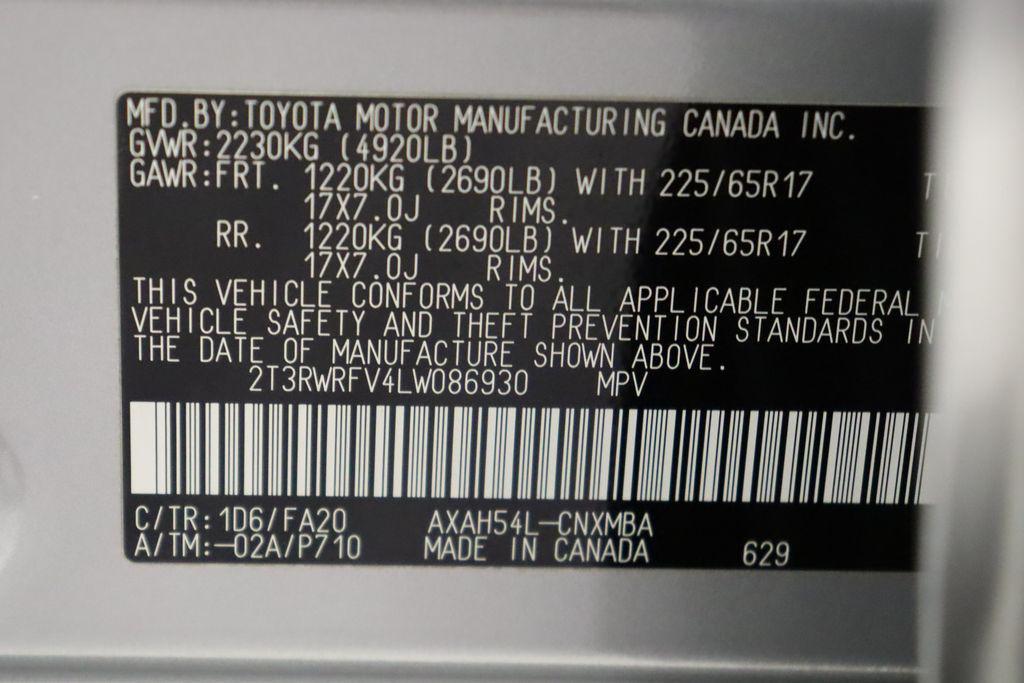 MFD.BY:TOYOTA MOTOR MANUFACTURING CANADA INC.
GVWR:2230KG (4920LB)
GAWR:FRT. 1220KG (2690LB) WITH 225/65R17
17X7.0J RIMS.
RR. 1220KG (2690LB) WITH 225/65R17
17X7.0J RIMS.
THIS VEHICLE CONFORMS TO ALL APPLICABLE FEDERAL
VEHICLE SAFETY AND THEFT PREVENTION STANDARDS IN
THE DATE OF MANUFACTURE SHOWN ABOVE.
2T3RWRFV4LW086930 MPV
C/TR:1D6/FA20 AXAH54L-CNXMBA
A/TM:-02A/P710 MADE IN CANADA 629